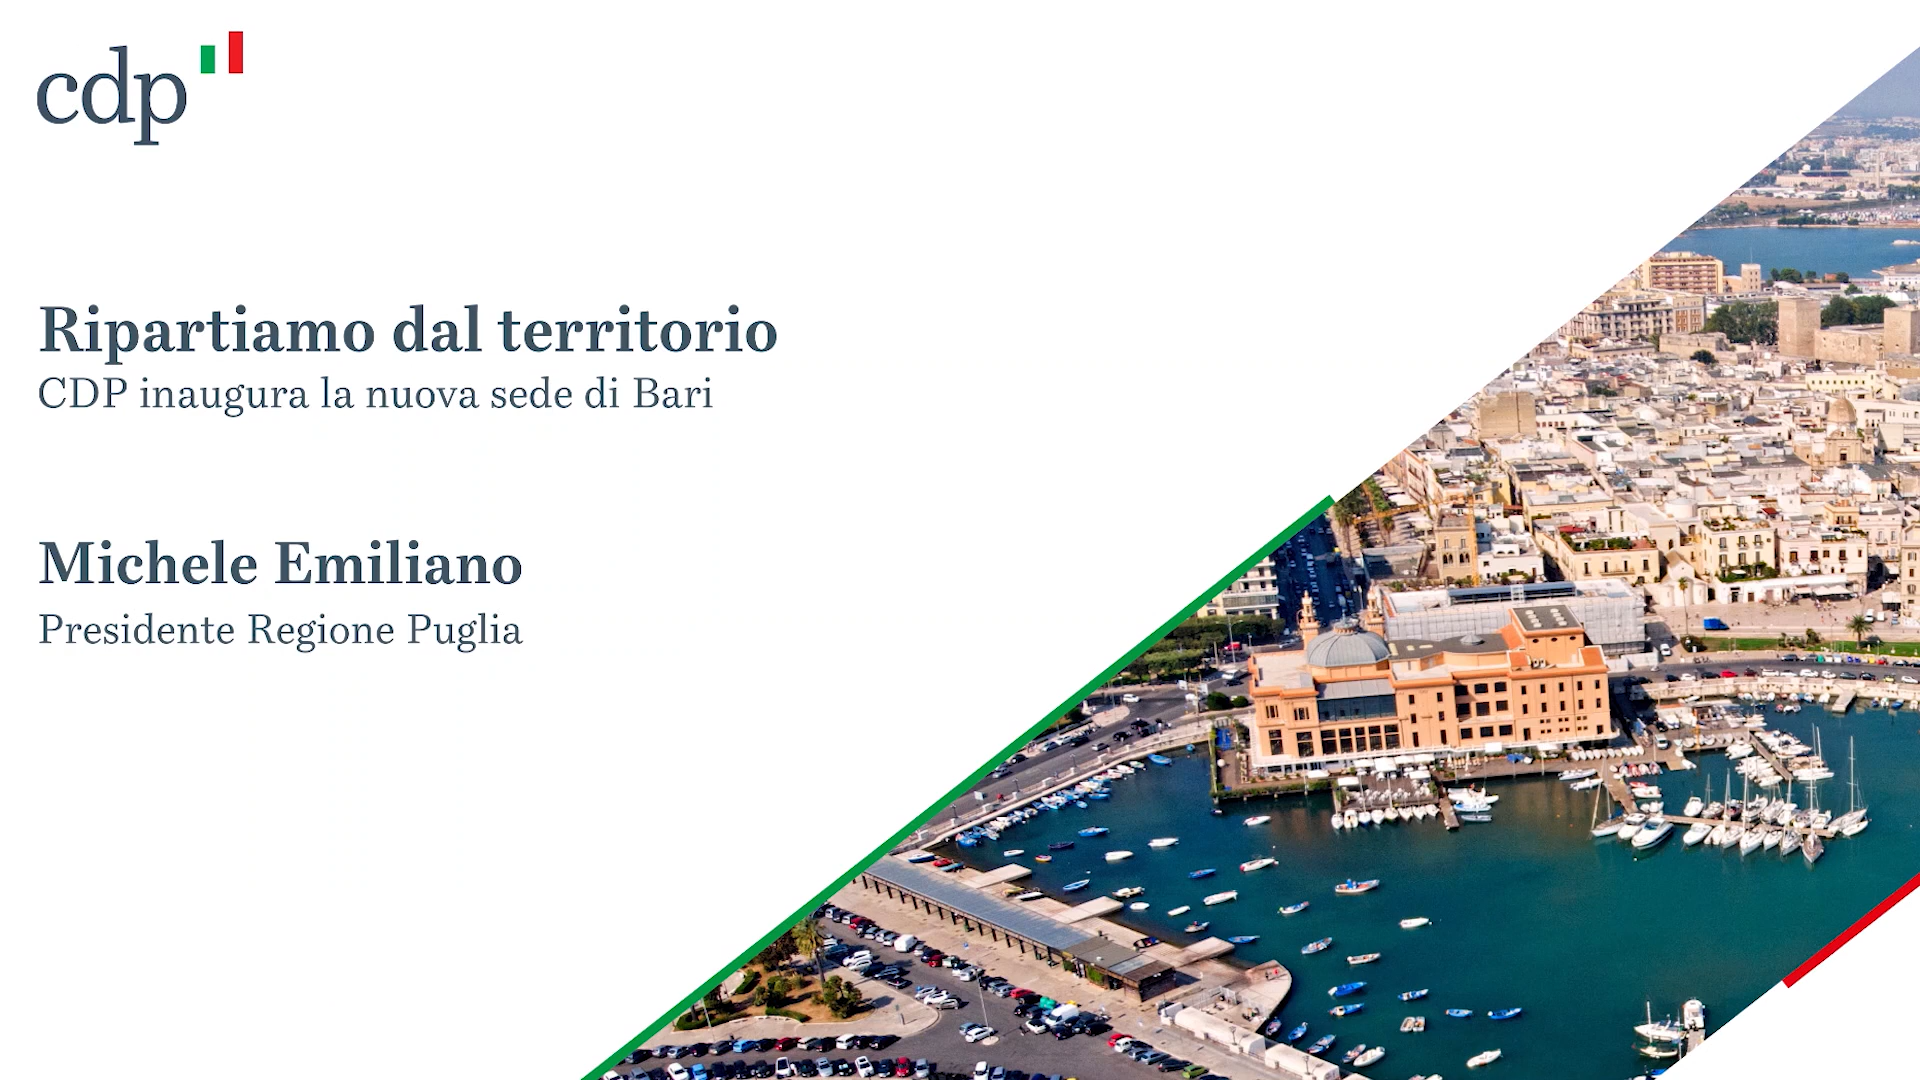 cdp
Ripartiamo dal territorio
CDP inaugura la nuova sede di Bari
Michele Emiliano
Presidente Regione Puglia